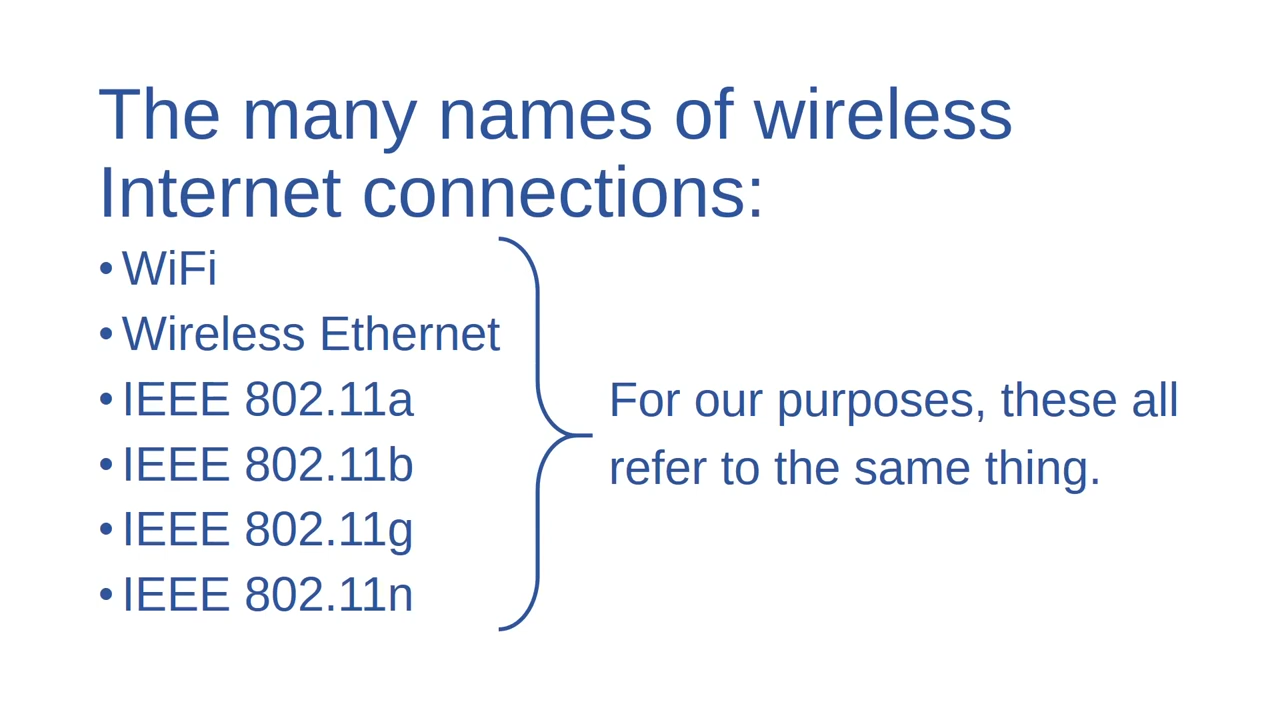 The many names of wireless
Internet connections:
• WiFi
• Wireless Ethernet
• IEEE 802.11a
• IEEE 802.11b
• IEEE 802.11g
• IEEE 802.11n
For our purposes, these all
refer to the same thing.